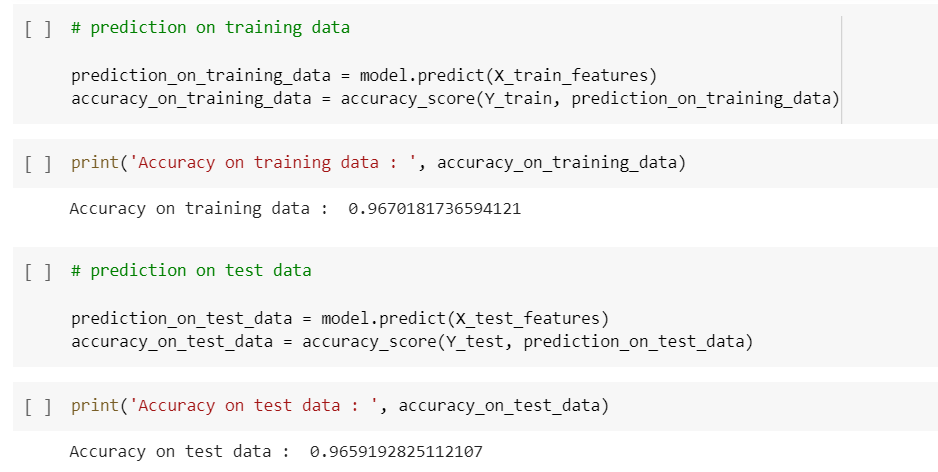 [ ] # prediction on training data
prediction_on_training_data = model.predict(X_train_features)
accuracy_on_training_data = accuracy_score(Y_train, prediction_on_training_data)
[ ] print('Accuracy on training data : ', accuracy_on_training_data)
Accuracy on training data :  0.9670181736594121
[ ] # prediction on test data
prediction_on_test_data = model.predict(X_test_features)
accuracy_on_test_data = accuracy_score(Y_test, prediction_on_test_data)
[ ] print('Accuracy on test data : ', accuracy_on_test_data)
Accuracy on test data :  0.9659192825112107